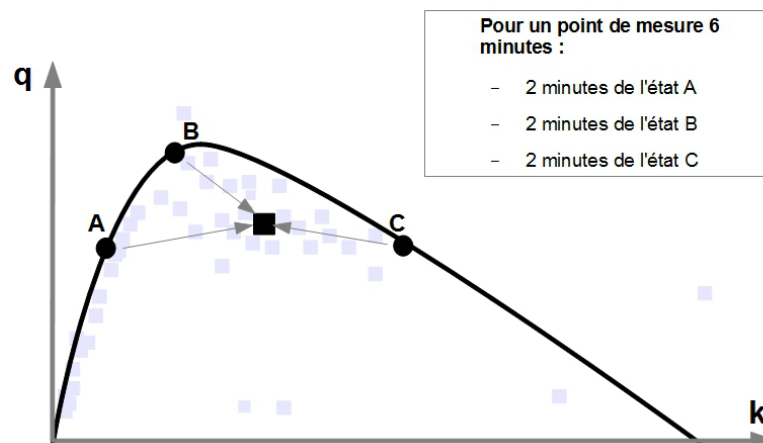 Pour un point de mesure 6
minutes :
- 2 minutes de l'état A
- 2 minutes de l'état B
- 2 minutes de l'état C
q
B
A
C
k